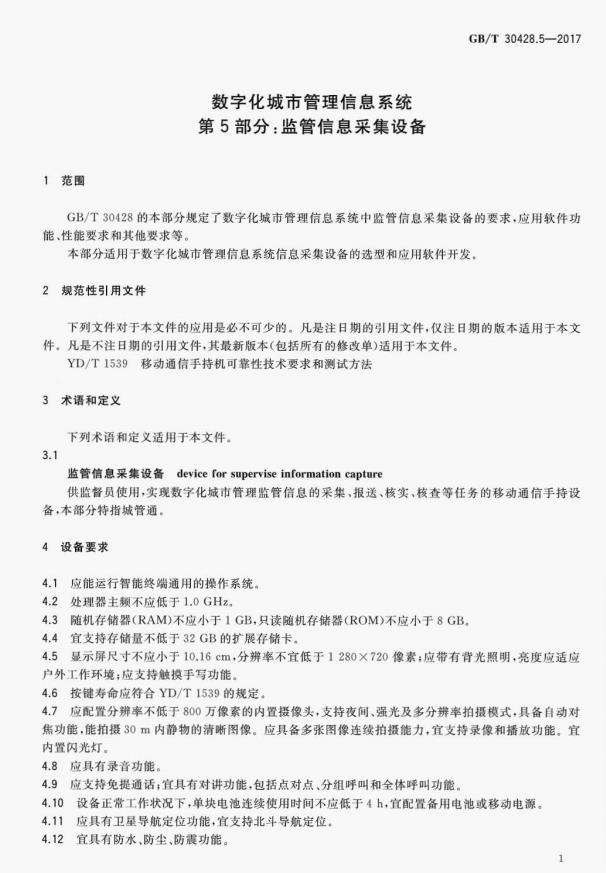 GB/T 30428.5—2017
数字化城市管理信息系统
第 5 部分:监管信息采集设备
1 范围
GB/T 30428 的本部分规定了数字化城市管理信息系统中监管信息采集设备的要求,应用软件功
能、性能要求和其他要求等。
本部分适用于数字化城市管理信息系统信息采集设备的选型和应用软件开发。
2 规范性引用文件
下列文件对于本文件的应用是必不可少的。凡是注日期的引用文件,仅注日期的版本适用于本文
件。凡是不注日期的引用文件,其最新版本(包括所有的修改单)适用于本文件。
YD/T 1539 移动通信手持机可靠性技术要求和测试方法
3 术语和定义
下列术语和定义适用于本文件。
3.1
监管信息采集设备 device for supervise information capture
供监督员使用,实现数字化城市管理监管信息的采集、报送、核实、核查等任务的移动通信手持设
备,本部分特指城管通。
4 设备要求
4.1 应能运行智能终端通用的操作系统。
4.2 处理器主频不应低于 1.0 GHz。
4.3 随机存储器(RAM)不应小于 1 GB,只读随机存储器(ROM)不应小于 8 GB。
4.4 宜支持存储量不低于 32 GB 的扩展存储卡。
4.5 显示屏尺寸不应小于 10.16 cm,分辨率不宜低于 1 280×720 像素;应带有背光照明,亮度应适应
户外工作环境;应支持触摸手写功能。
4.6 按键寿命应符合 YD/T 1539 的规定。
4.7 应配置分辨率不低于 800 万像素的内置摄像头,支持夜间、强光及多分辨率拍摄模式,具备自动对
焦功能,能拍摄 30 m 内静物的清晰图像。应具备多张图像连续拍摄能力,宜支持录像和播放功能。宜
内置闪光灯。
4.8 应具有录音功能。
4.9 应支持免提通话;宜具有对讲功能,包括点对点、分组呼叫和全体呼叫功能。
4.10 设备正常工作状况下,单块电池连续使用时间不应低于 4 h,宜配置备用电池或移动电源。
4.11 应具有卫星导航定位功能,宜支持北斗导航定位。
4.12 宜具有防水、防尘、防震功能。
1